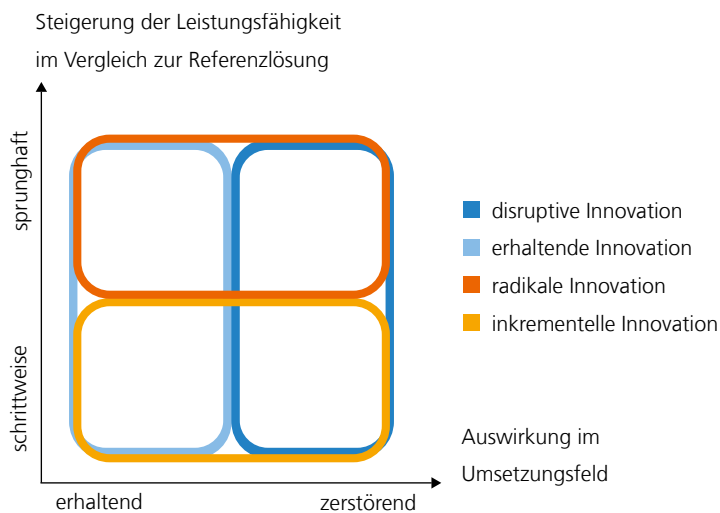 Steigerung der Leistungsfähigkeit
im Vergleich zur Referenzlösung
sprunghaft
schrittweise
disruptive Innovation
erhaltende Innovation
radikale Innovation
inkrementelle Innovation
Auswirkung im
Umsetzungsfeld
erhaltend
zerstörend